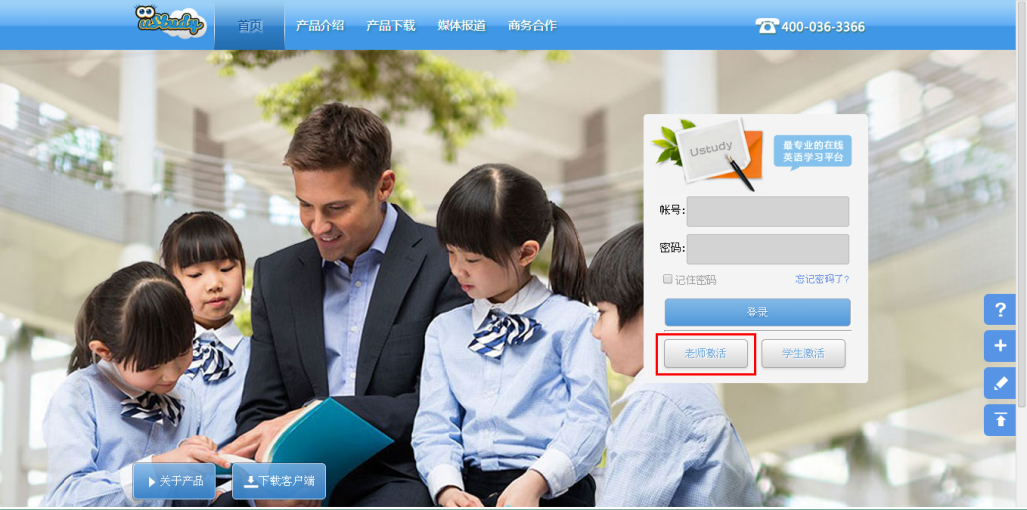 uStudy
首页
产品介绍
产品下载
媒体报道
商务合作
400-036-3366
Ustudy
最专业的在线
英语学习平台
帐号:
密码:
记住密码
忘记密码了?
登录
老师激活
学生激活
关于产品
下载客户端